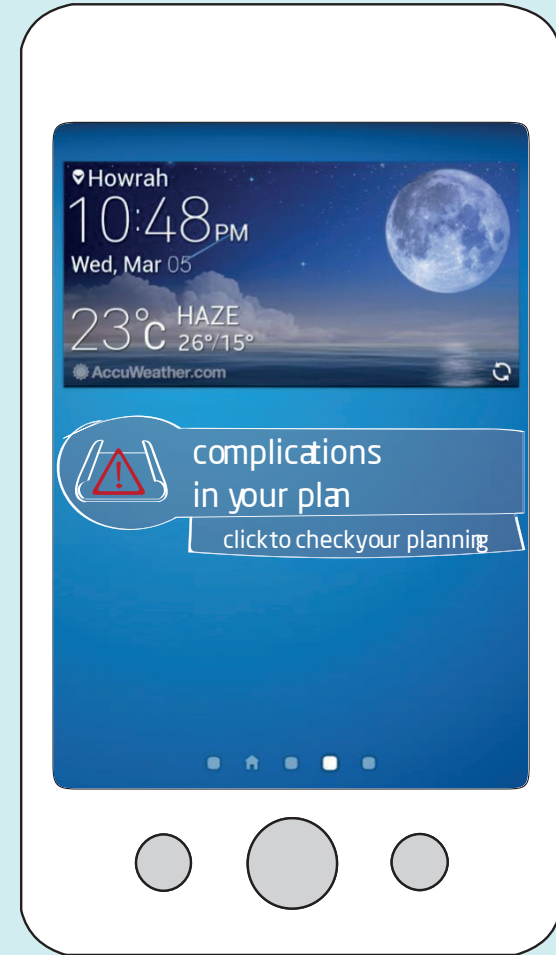 Howrah
10:48PM
Wed, Mar 05
23°C HAZE
26°/15°
AccuWeather.com
complications
in your plan
click to check your planning